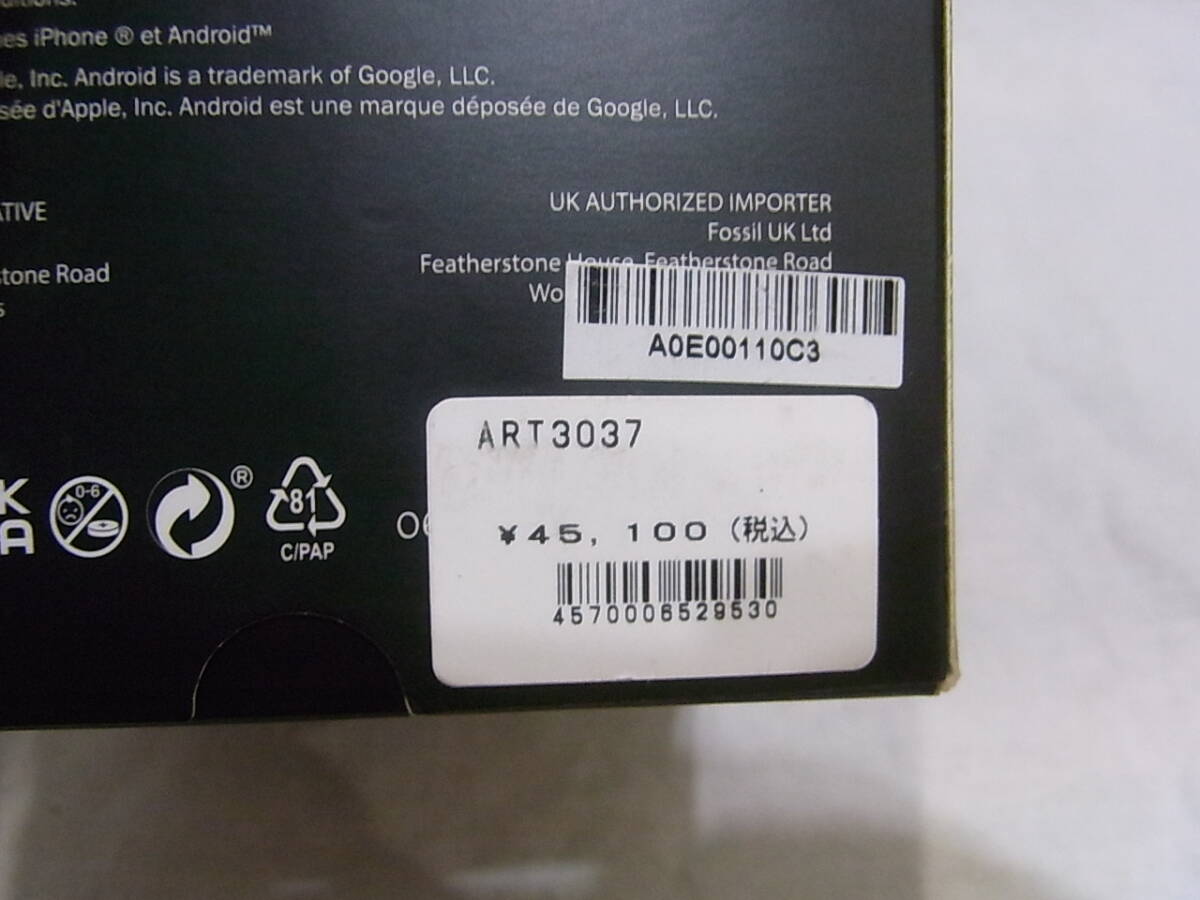 es iPhone ® et Android™
le, Inc. Android is a trademark of Google, LLC.
sée d'Apple, Inc. Android est une marque déposée de Google, LLC.
ATIVE
UK AUTHORIZED IMPORTER
Fossil UK Ltd
stone Road
Featherstone House, Featherstone Road
s
Wo
A0E00110C3
ART3037
K
A
0-6
®
81
C/PAP
06
¥45,100(税込)
4570006529530